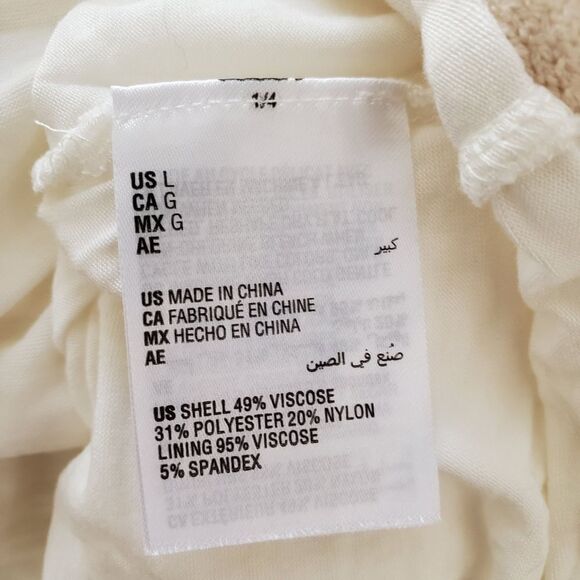 1/4
US L
CA G
MX G
AE كبير
US MADE IN CHINA
CA FABRIQUÉ EN CHINE
MX HECHO EN CHINA
AE صُنع في الصين
US SHELL 49% VISCOSE
31% POLYESTER 20% NYLON
LINING 95% VISCOSE
5% SPANDEX